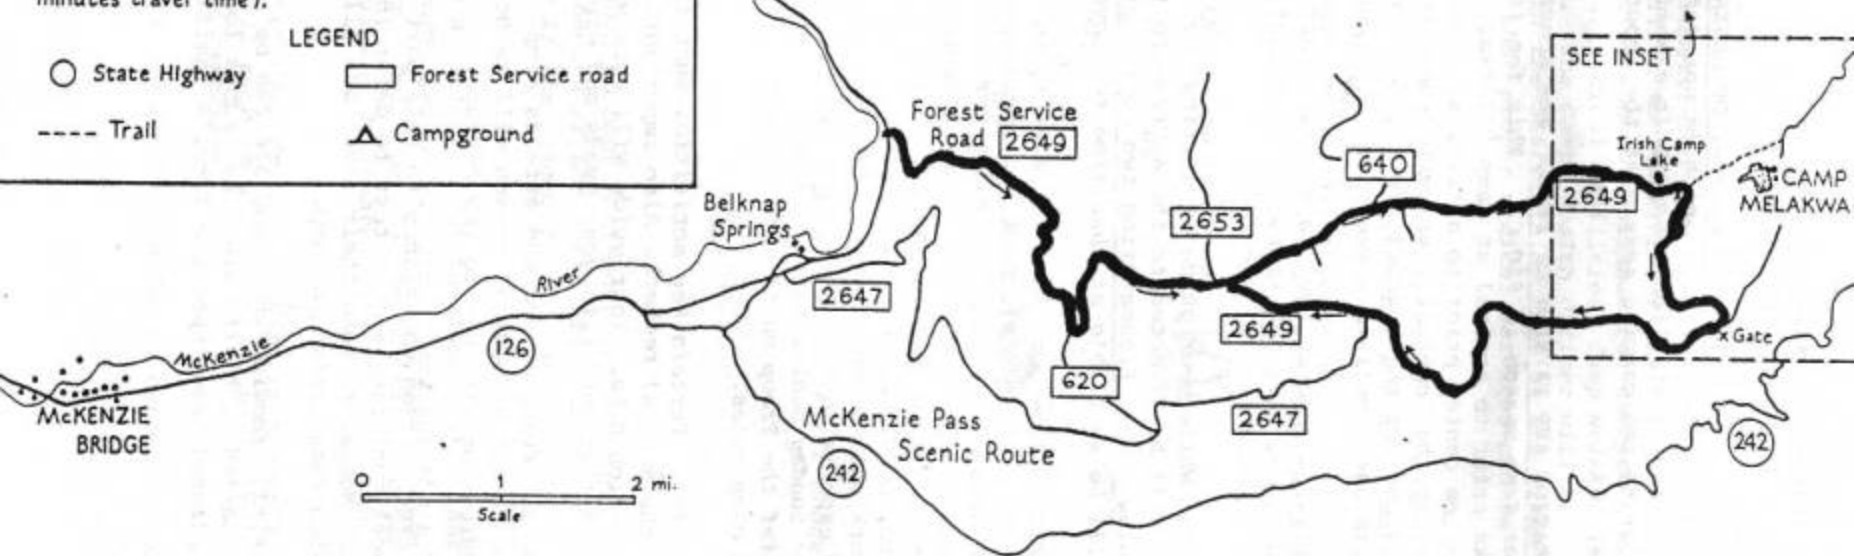 minutes travel time).
LEGEND
State Highway
Forest Service road
Trail
Campground
SEE INSET
Forest Service
Road 2649
Irish Camp
Lake
640
2649
CAMP
MELAKWA
Belknap
Springs
2653
River
2647
2649
x Gate
McKenzie
126
620
McKENZIE
BRIDGE
McKenzie Pass
Scenic Route
2647
242
242
0 1 2 mi.
Scale